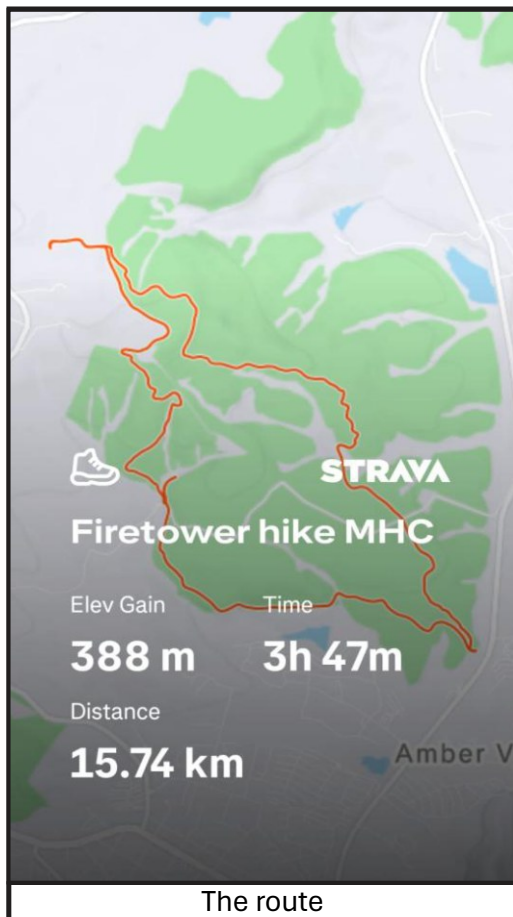 STRAVA
Firetower hike MHC
Elev Gain Time
388 m 3h 47m
Distance
15.74 km
Amber V
The route